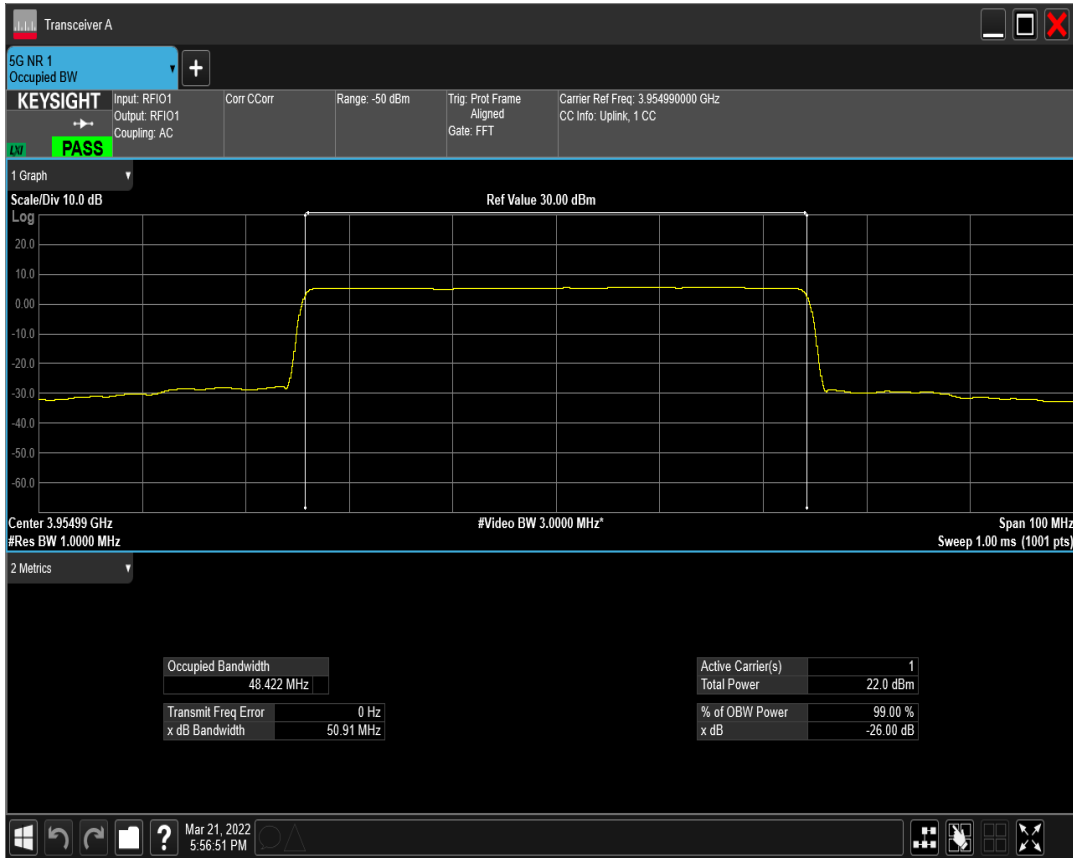 Transceiver A
5G NR 1
Occupied BW
+
KEYSIGHT
LXI
PASS
Input: RFIO1
Output: RFIO1
Coupling: AC
Corr CCorr
Range: -50 dBm
Trig: Prot Frame
Aligned
Gate: FFT
Carrier Ref Freq: 3.954990000 GHz
CC Info: Uplink, 1 CC
1 Graph
Scale/Div 10.0 dB
Ref Value 30.00 dBm
Log
20.0
10.0
0.00
-10.0
-20.0
-30.0
-40.0
-50.0
-60.0
Center 3.95499 GHz
#Video BW 3.0000 MHz*
Span 100 MHz
#Res BW 1.0000 MHz
Sweep 1.00 ms (1001 pts)
2 Metrics
Occupied Bandwidth
48.422 MHz
Transmit Freq Error 0 Hz
x dB Bandwidth 50.91 MHz
Active Carrier(s) 1
Total Power 22.0 dBm
% of OBW Power 99.00 %
x dB -26.00 dB
?
Mar 21, 2022
5:56:51 PM